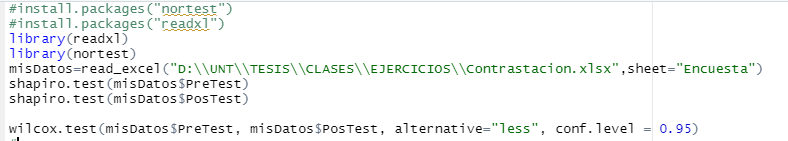 #install.packages("nortest")
#install.packages("readxl")
library(readxl)
library(nortest)
misDatos=read_excel("D:\\UNT\\TESIS\\CLASES\\EJERCICIOS\\Contrastacion.xlsx",sheet="Encuesta")
shapiro.test(misDatos$PreTest)
shapiro.test(misDatos$PosTest)
wilcox.test(misDatos$PreTest, misDatos$PosTest, alternative="less", conf.level = 0.95)